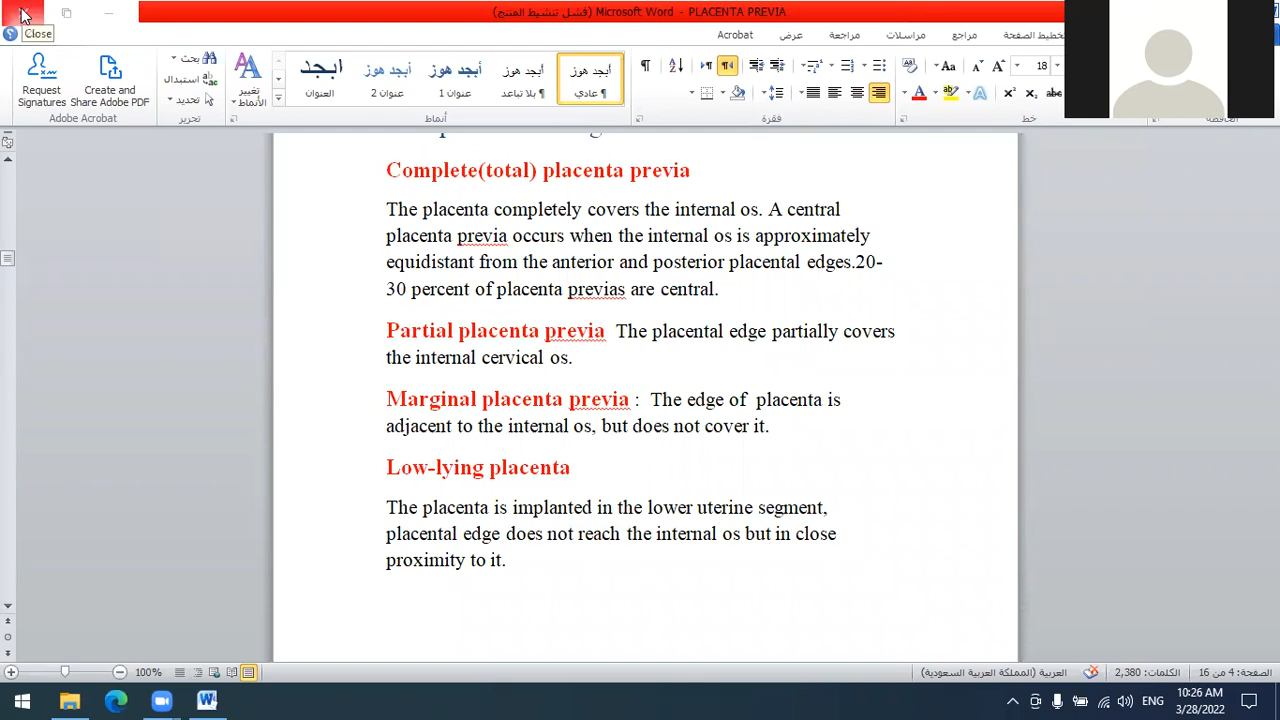 PLACENTA PREVIA - Microsoft Word (فشل تنشيط المنتج)
Close
تخطيط الصفحة
مراجع
مراسلات
مراجعة
عرض
Acrobat
18
Aa
A
A
abc
أبجد هوز
¶ عادي
أبجد هوز
¶ بلا تباعد
أبجد هوز
عنوان 1
أبجد هوز
عنوان 2
ابجد
العنوان
تغيير
الأنماط
بحث
استبدال
تحديد
Create and
Share Adobe PDF
Request
Signatures
خط
فقرة
أنماط
تحرير
Adobe Acrobat
Complete(total) placenta previa
The placenta completely covers the internal os. A central
placenta previa occurs when the internal os is approximately
equidistant from the anterior and posterior placental edges.20-
30 percent of placenta previas are central.
Partial placenta previa The placental edge partially covers
the internal cervical os.
Marginal placenta previa : The edge of placenta is
adjacent to the internal os, but does not cover it.
Low-lying placenta
The placenta is implanted in the lower uterine segment,
placental edge does not reach the internal os but in close
proximity to it.
الصفحة: 4 من 16
الكلمات: 2,380
العربية (المملكة العربية السعودية)
100%
ENG
10:26 AM
3/28/2022